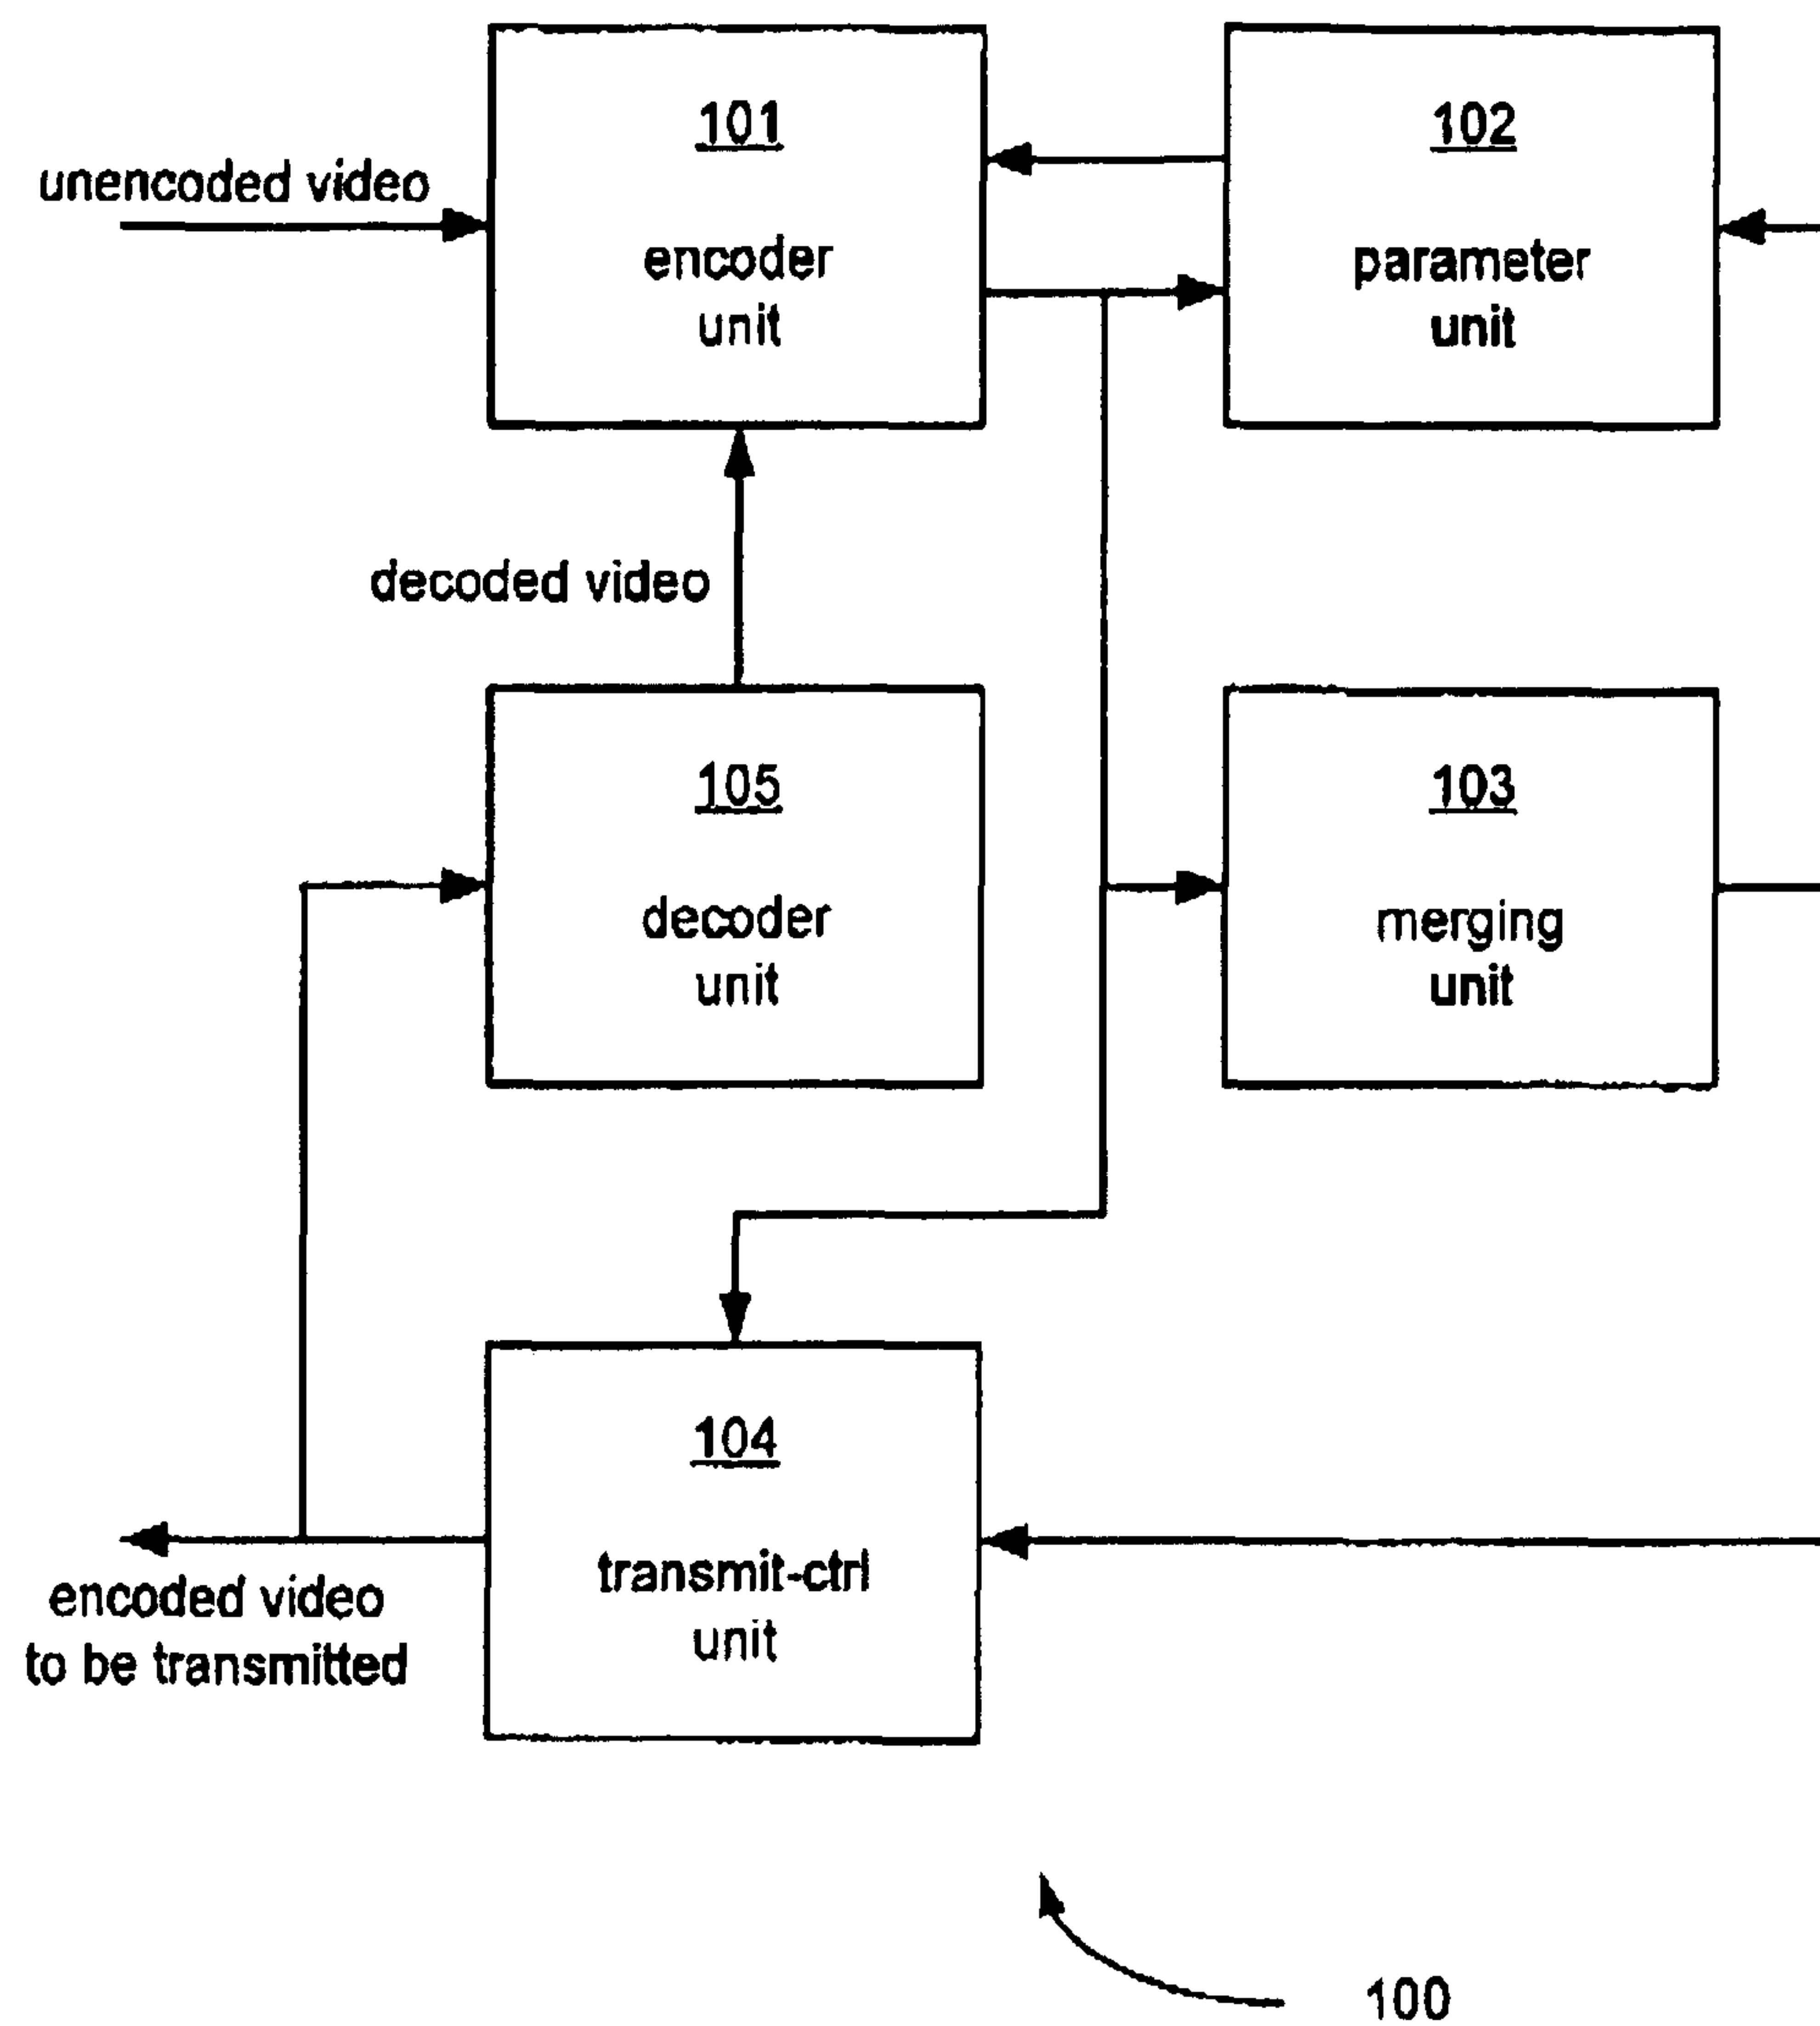 101
encoder
unit
102
parameter
unit
unencoded video
decoded video
105
decoder
unit
103
merging
unit
104
transmit-ctrl
unit
encoded video
to be transmitted
100